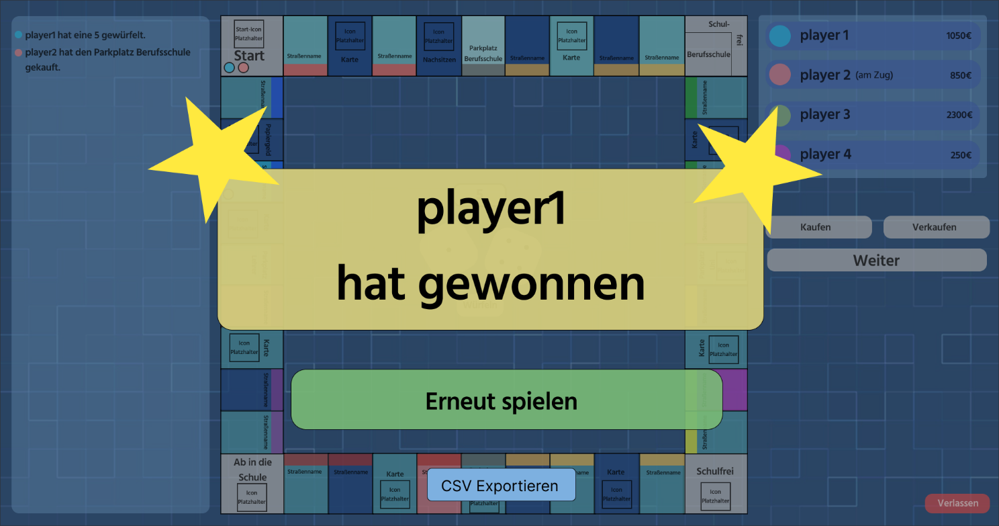 player1 hat eine 5 gewürfelt.
player2 hat den Parkplatz Berufsschule
gekauft.
Start-Icon
Platzhalter
Start
Straßenname
Icon
Platzhalter
Karte
Straßenname
Icon
Platzhalter
Nachsitzen
Parkplatz
Berufsschule
Straßenname
Icon
Platzhalter
Karte
Straßenname
Straßenname
Schul-
frei
Berufsschule
player 1
1050€
player 2 (am Zug)
850€
player 3
2300€
player 4
250€
Papiergeld
Straßenname
Karte
player1
hat gewonnen
Würfeln
Kaufen
Verkaufen
Weiter
Icon
Platzhalter
Karte
Straßenname
Straßenname
Karte
Icon
Platzhalter
Erneut spielen
Ab in die
Schule
Icon
Platzhalter
Straßenname
Straßenname
Karte
Icon
Platzhalter
CSV Exportieren
Platzhalter
Karte
Icon
Platzhalter
Straßenname
Schulfrei
Icon
Platzhalter
Verlassen